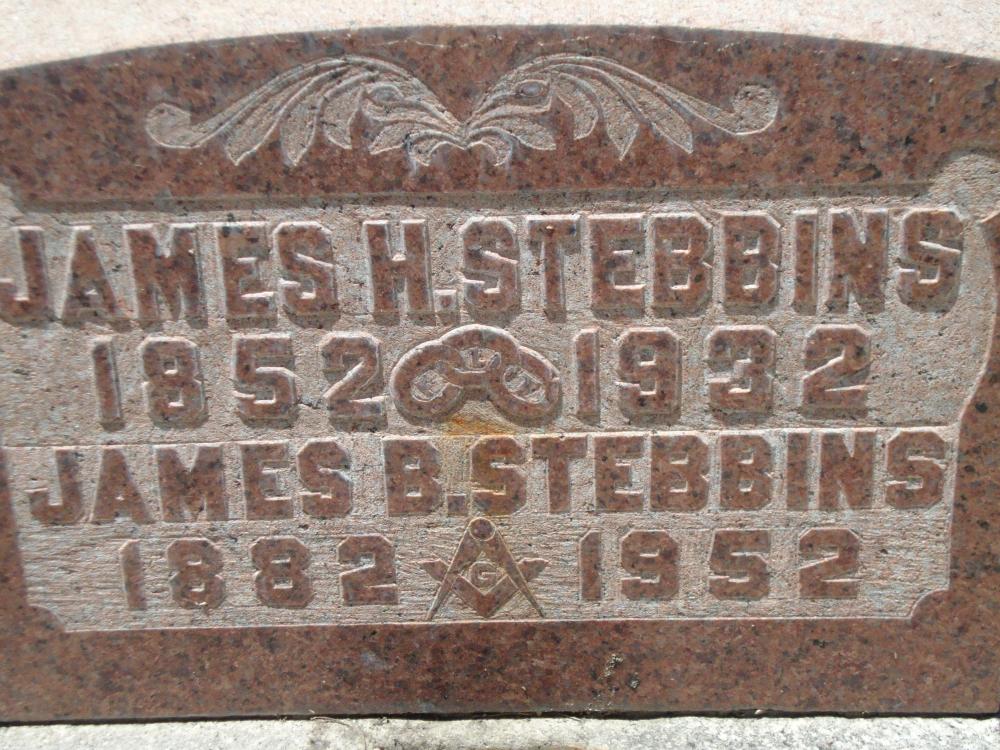 JAMES H. STEBBINS
1852 F L T 1932
JAMES B. STEBBINS
1882 G 1952